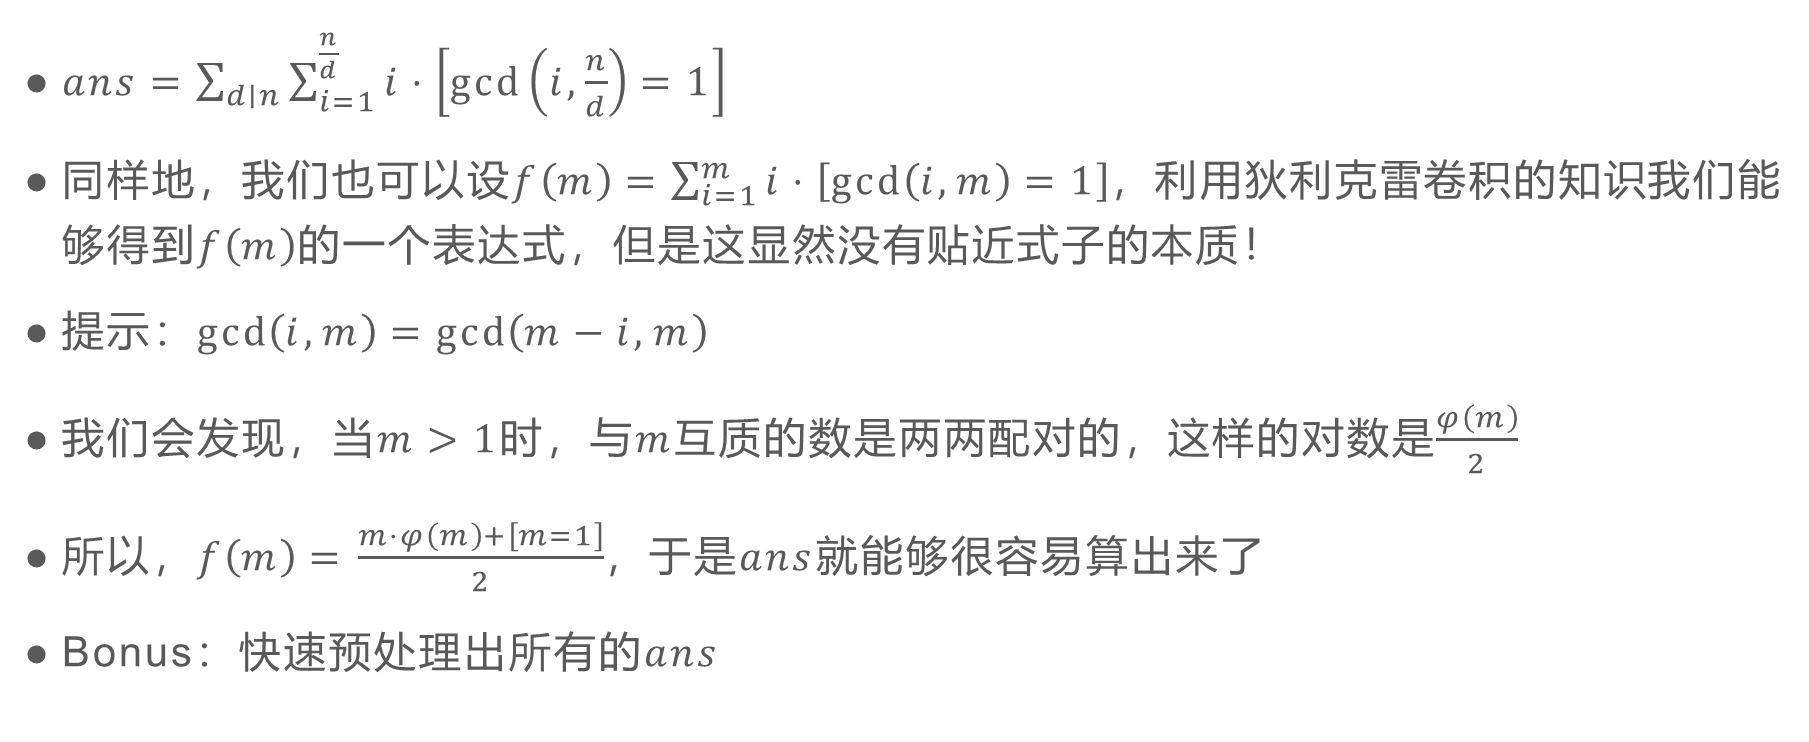 • ans = ∑_{d|n} ∑_{i=1}^{n/d} i · [gcd(i, n/d) = 1]
• 同样地，我们也可以设f(m) = ∑_{i=1}^{m} i · [gcd(i, m) = 1]，利用狄利克雷卷积的知识我们能
够得到f(m)的一个表达式，但是这显然没有贴近式子的本质！
• 提示：gcd(i, m) = gcd(m − i, m)
• 我们会发现，当m > 1时，与m互质的数是两两配对的，这样的对数是φ(m)/2
• 所以，f(m) = (m·φ(m)+[m=1])/2，于是ans就能够很容易算出来了
• Bonus：快速预处理出所有的ans